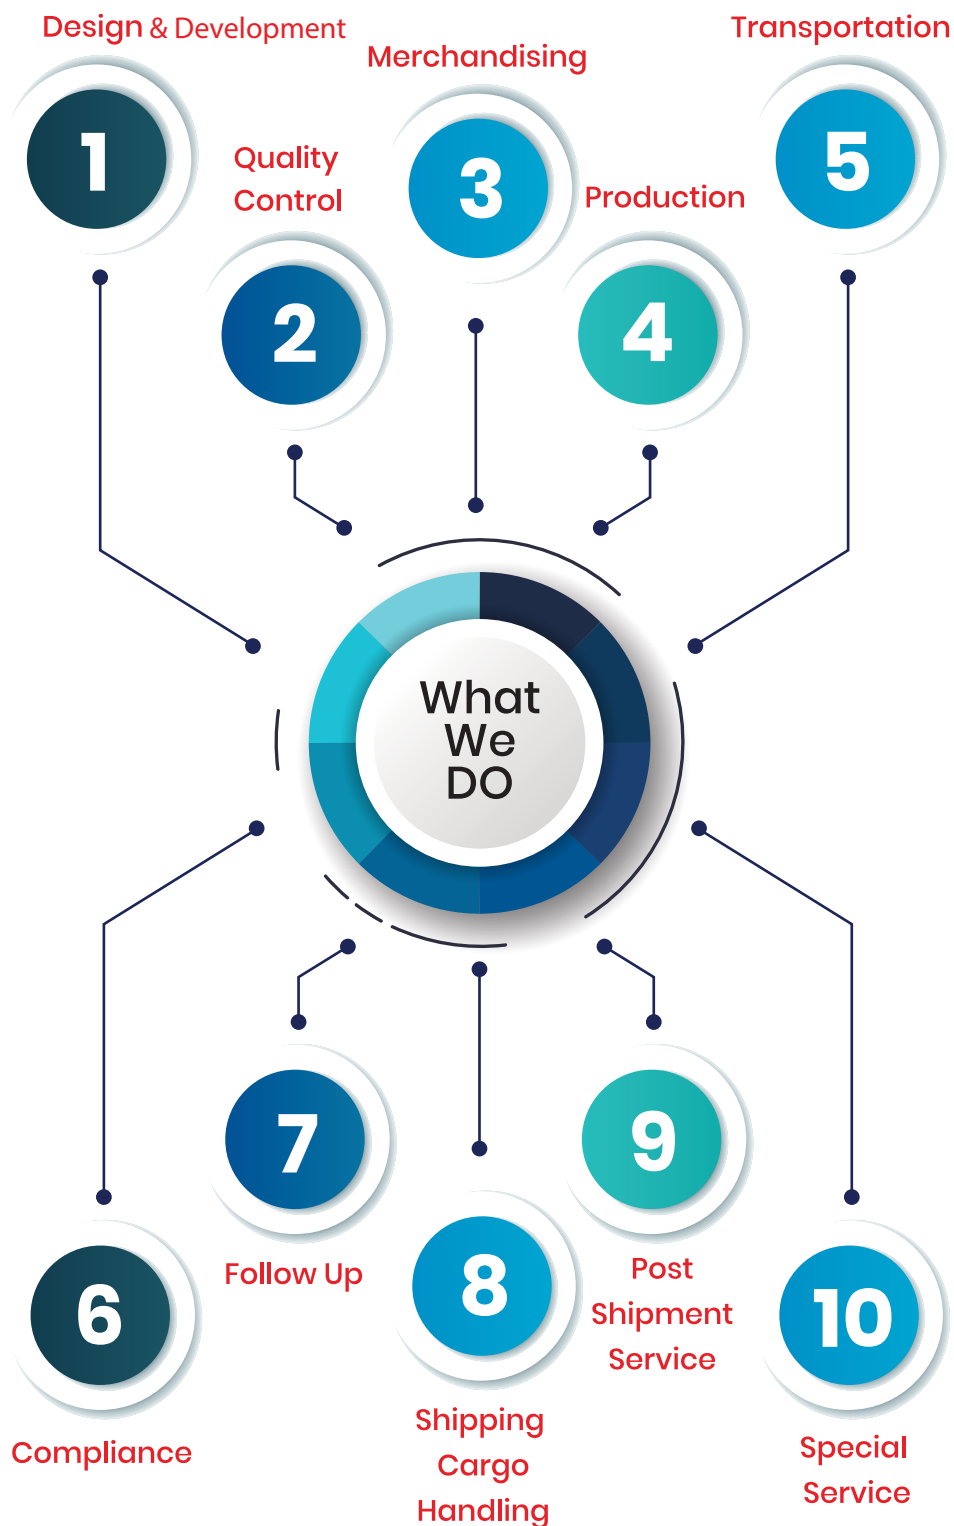 Design & Development
1
Quality
Control
2
Merchandising
3
Production
4
Transportation
5
What
We
DO
6
Compliance
7
Follow Up
8
Shipping
Cargo
Handling
9
Post
Shipment
Service
10
Special
Service